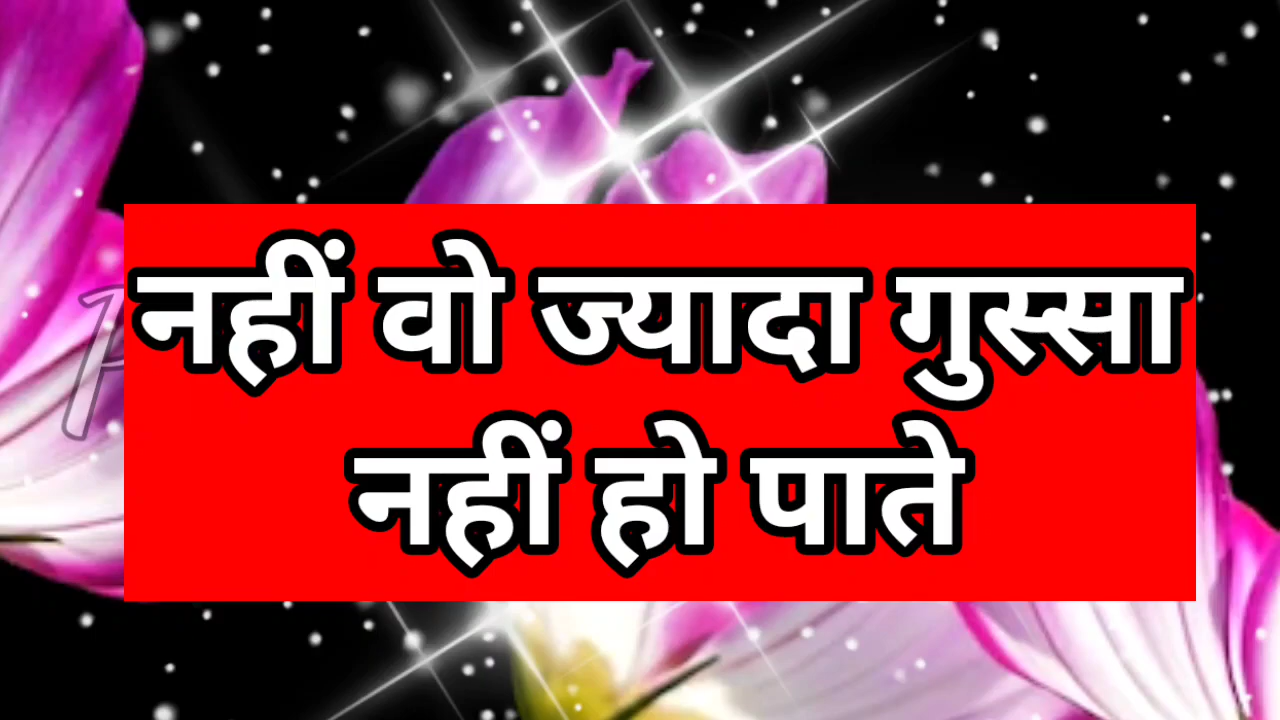 नहीं वो ज्यादा गुस्सा
नहीं हो पाते